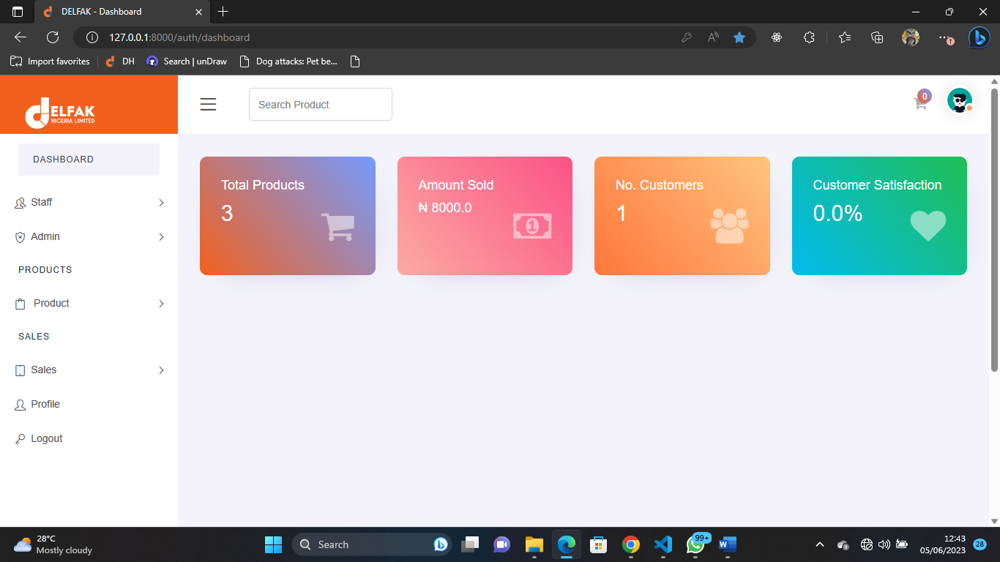 DELFAK - Dashboard
127.0.0.1:8000/auth/dashboard
Import favorites
DH
Search | unDraw
Dog attacks: Pet be...
dELFAK
NIGERIA LIMITED
Search Product
0
DASHBOARD
Staff
Admin
PRODUCTS
Product
SALES
Sales
Profile
Logout
Total Products
3
Amount Sold
₦ 8000.0
1
No. Customers
1
Customer Satisfaction
0.0%
28°C
Mostly cloudy
Search
99+
12:43
05/06/2023
28